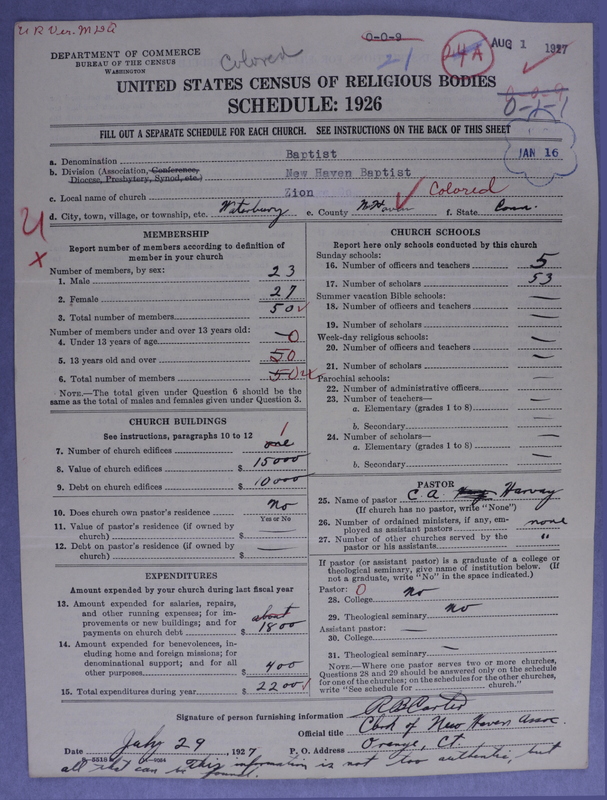 U R Ver. M
DEPARTMENT OF COMMERCE
BUREAU OF THE CENSUS
WASHINGTON
Colored
0-0-9
21
24A
AUG 1 1927
UNITED STATES CENSUS OF RELIGIOUS BODIES
SCHEDULE: 1926
0-0-9
0-2-1
FILL OUT A SEPARATE SCHEDULE FOR EACH CHURCH. SEE INSTRUCTIONS ON THE BACK OF THIS SHEET
JAN 16
a. Denomination Baptist
b. Division (Association, Conference, Diocese, Presbytery, Synod, etc.) New Haven Baptist
c. Local name of church Zion Colored
d. City, town, village, or township, etc. Waterbury e. County N Haven f. State Conn.
U
x
MEMBERSHIP
Report number of members according to definition of member in your church
Number of members, by sex:
1. Male 23
2. Female 27
3. Total number of members 50
Number of members under and over 13 years old:
4. Under 13 years of age 0
5. 13 years old and over 50
6. Total number of members 50
NOTE.—The total given under Question 6 should be the same as the total of males and females given under Question 3.
CHURCH BUILDINGS
See instructions, paragraphs 10 to 12
7. Number of church edifices one 1
8. Value of church edifices $ 15000
9. Debt on church edifices $ 10000
10. Does church own pastor's residence no
Yes or No
11. Value of pastor's residence (if owned by church) $ —
12. Debt on pastor's residence (if owned by church) $ —
EXPENDITURES
Amount expended by your church during last fiscal year
13. Amount expended for salaries, repairs, and other running expenses; for improvements or new buildings; and for payments on church debt $ about 1800
14. Amount expended for benevolences, including home and foreign missions; for denominational support; and for all other purposes $ 400
15. Total expenditures during year $ 2200
CHURCH SCHOOLS
Report here only schools conducted by this church
Sunday schools:
16. Number of officers and teachers 5
17. Number of scholars 53
Summer vacation Bible schools:
18. Number of officers and teachers —
19. Number of scholars —
Week-day religious schools:
20. Number of officers and teachers —
21. Number of scholars —
Parochial schools:
22. Number of administrative officers —
23. Number of teachers—
a. Elementary (grades 1 to 8) —
b. Secondary —
24. Number of scholars—
a. Elementary (grades 1 to 8) —
b. Secondary —
PASTOR
25. Name of pastor C. A. Harvay
(If church has no pastor, write "None")
26. Number of ordained ministers, if any, employed as assistant pastors none
27. Number of other churches served by the pastor or his assistants "
If pastor (or assistant pastor) is a graduate of a college or theological seminary, give name of institution below. (If not a graduate, write "No" in the space indicated.)
Pastor: 0
28. College no
29. Theological seminary no
Assistant pastor: —
30. College —
31. Theological seminary —
NOTE.—Where one pastor serves two or more churches, Questions 28 and 29 should be answered only on the schedule for one of the churches; on the schedules for the other churches, write "See schedule for church."
Signature of person furnishing information R B Carter
Official title Clerk of New Haven Assoc.
Date July 29, 1927 P. O. Address Orange, Ct.
This information is not too authentic, but
all that can be found.